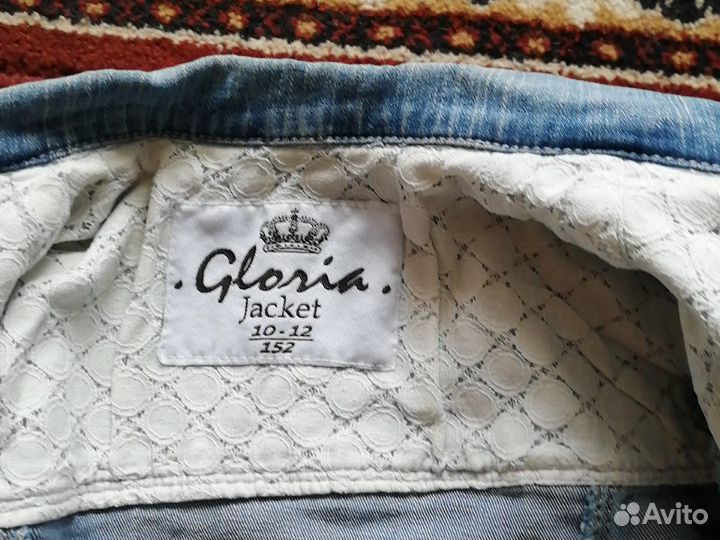 . Gloria .
Jacket
10-12
152
Avito